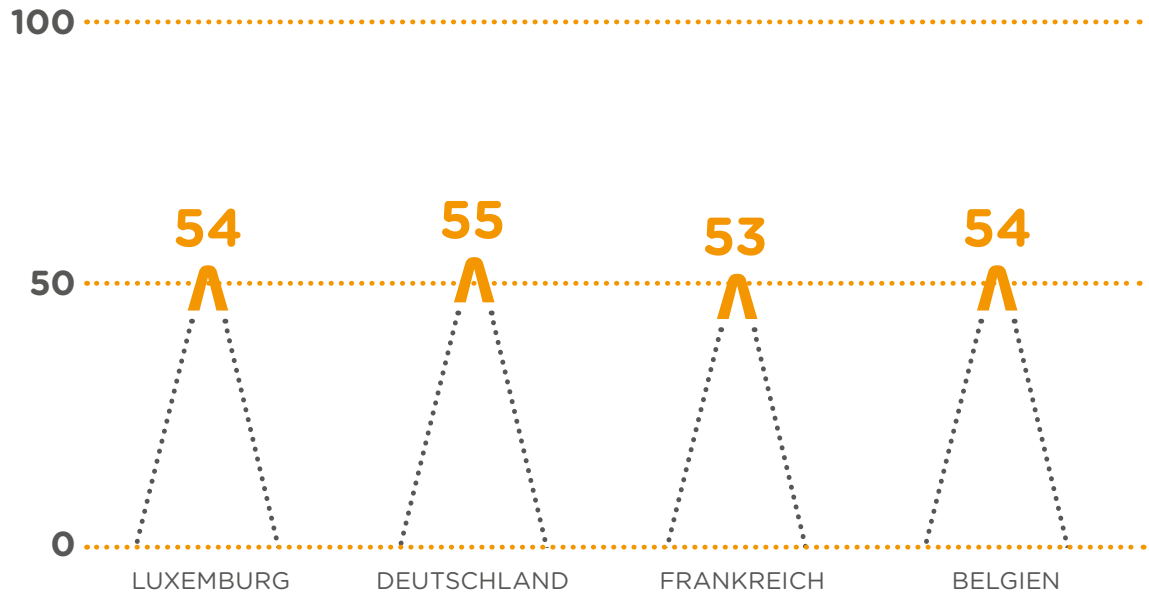 100
54
55
53
54
50
0
LUXEMBURG
DEUTSCHLAND
FRANKREICH
BELGIEN